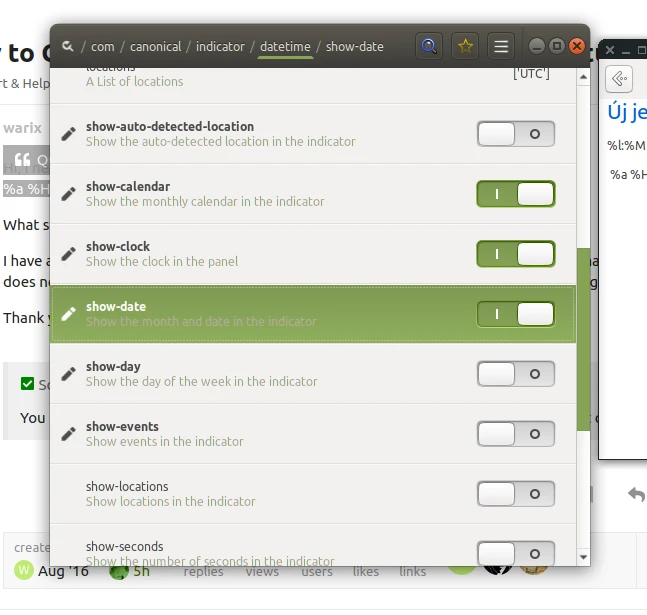 / com / canonical / indicator / datetime / show-date
locations
A List of locations
['UTC']
show-auto-detected-location
Show the auto-detected location in the indicator
show-calendar
Show the monthly calendar in the indicator
show-clock
Show the clock in the panel
show-date
Show the month and date in the indicator
show-day
Show the day of the week in the indicator
show-events
Show events in the indicator
show-locations
Show locations in the indicator
show-seconds
Show the number of seconds in the indicator
warix
%a %H
What s
I have a
does n
Thank
You
create
W Aug '16
5h
replies views users likes links
Új je
%l:%M
%a %H